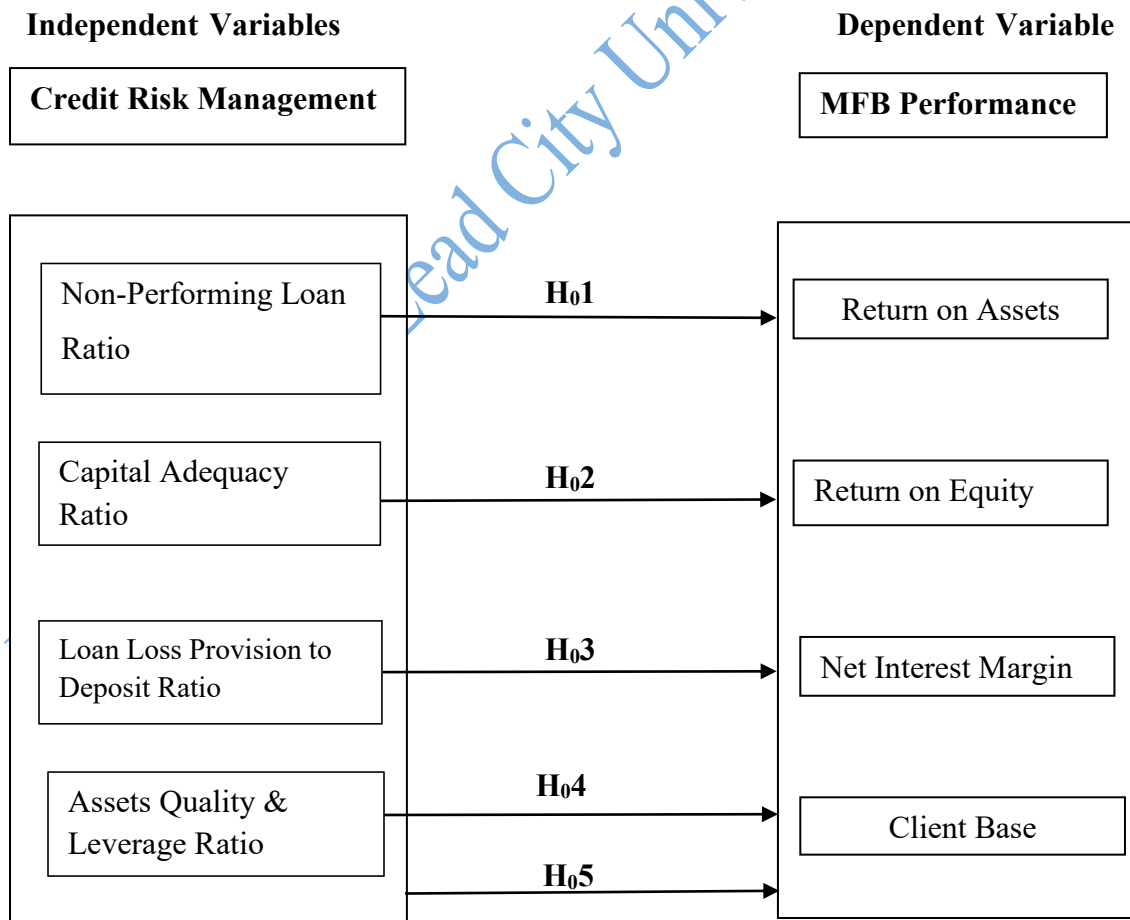 Independent Variables
Dependent Variable
Credit Risk Management
MFB Performance
Non-Performing Loan
Ratio
H₀1
Return on Assets
Capital Adequacy
Ratio
H₀2
Return on Equity
Loan Loss Provision to
Deposit Ratio
H₀3
Net Interest Margin
Assets Quality &
Leverage Ratio
H₀4
Client Base
H₀5
Lead City